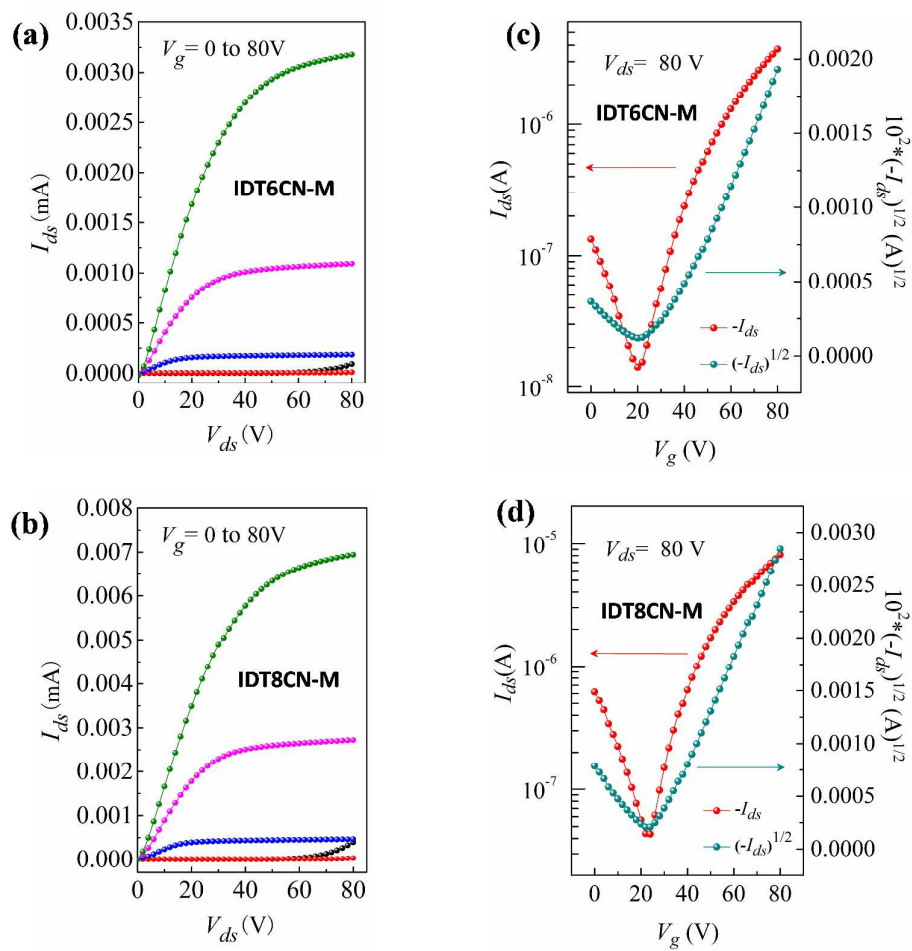 (a)
V_g = 0 to 80V
IDT6CN-M
I_ds (mA)
0.0035
0.0030
0.0025
0.0020
0.0015
0.0010
0.0005
0.0000
0 20 40 60 80
V_ds (V)
(c)
V_ds = 80 V
IDT6CN-M
I_ds(A)
10^-6
10^-7
10^-8
0.0020
0.0015
0.0010
0.0005
0.0000
10^2*(-I_ds)^1/2 (A)^1/2
-I_ds
(-I_ds)^1/2
0 20 40 60 80
V_g (V)
(b)
V_g = 0 to 80V
IDT8CN-M
I_ds (mA)
0.008
0.007
0.006
0.005
0.004
0.003
0.002
0.001
0.000
0 20 40 60 80
V_ds (V)
(d)
V_ds = 80 V
IDT8CN-M
I_ds(A)
10^-5
10^-6
10^-7
0.0030
0.0025
0.0020
0.0015
0.0010
0.0005
0.0000
10^2*(-I_ds)^1/2 (A)^1/2
-I_ds
(-I_ds)^1/2
0 20 40 60 80
V_g (V)